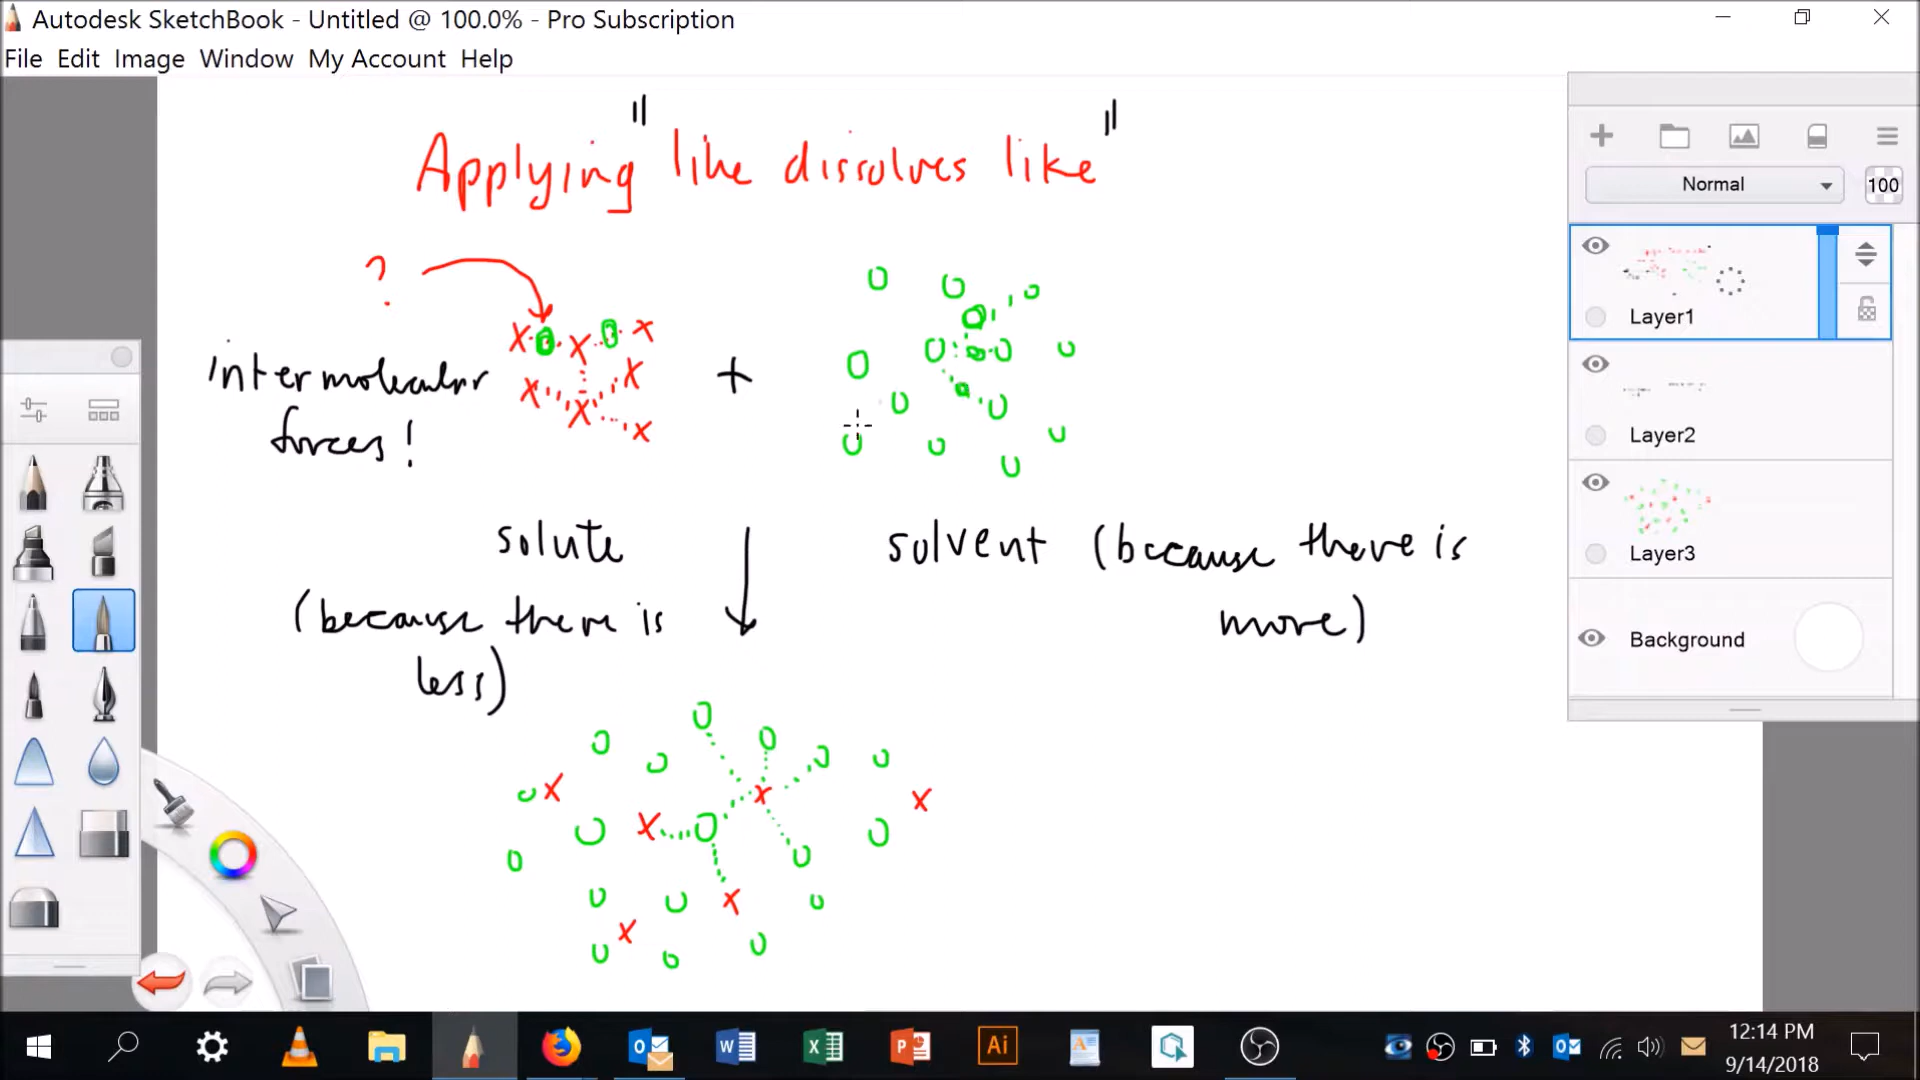 Autodesk SketchBook - Untitled @ 100.0% - Pro Subscription
File Edit Image Window My Account Help
Applying "like dissolves like"
?
intermolecular
forces!
+
solute
(because there is
less)
solvent (because there is
more)
Normal
100
Layer1
Layer2
Layer3
Background
12:14 PM
9/14/2018